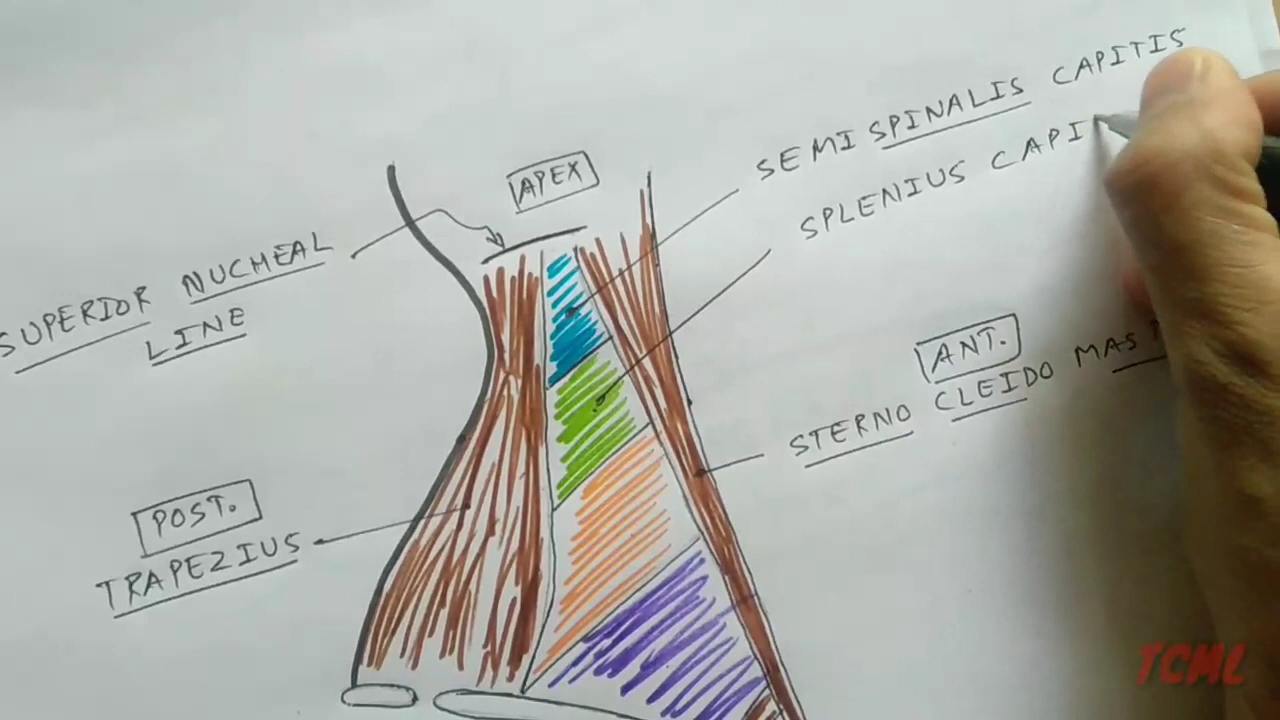 SEMI SPINALIS CAPITIS
SPLENIUS CAPI
APEX
SUPERIOR NUCHEAL
LINE
ANT.
STERNO CLEIDO MAS
POST.
TRAPEZIUS
TCML